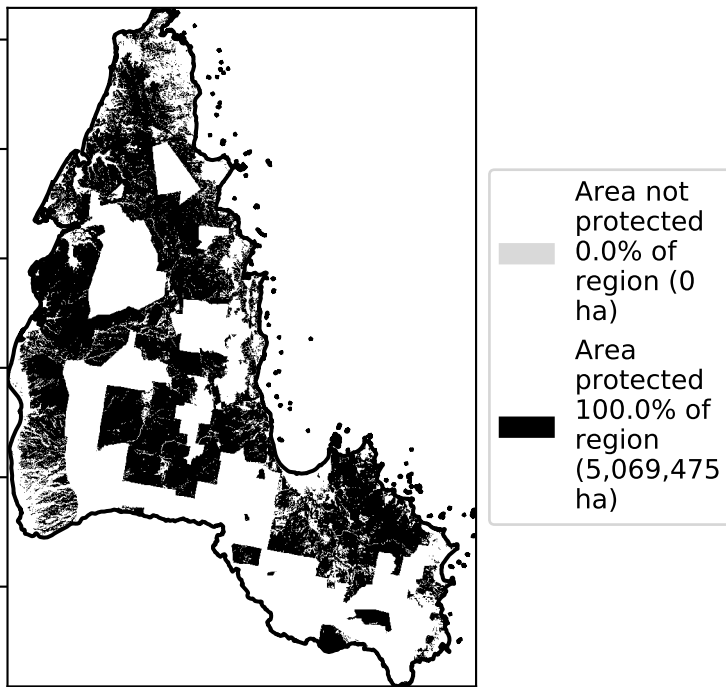 Area not
protected
0.0% of
region (0
ha)
Area
protected
100.0% of
region
(5,069,475
ha)